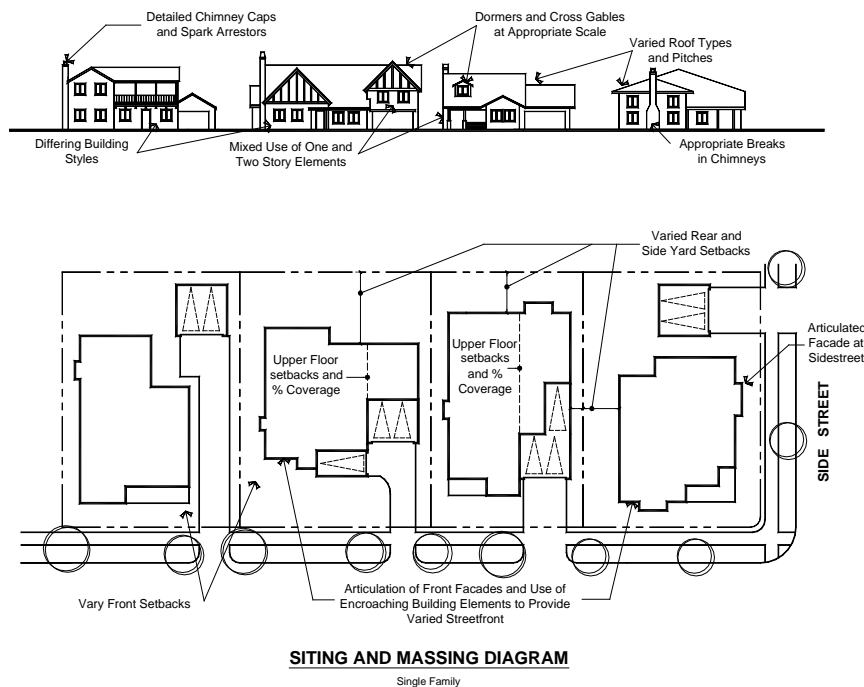 Detailed Chimney Caps
and Spark Arrestors
Dormers and Cross Gables
at Appropriate Scale
Varied Roof Types
and Pitches
Differing Building
Styles
Mixed Use of One and
Two Story Elements
Appropriate Breaks
in Chimneys
Varied Rear and
Side Yard Setbacks
Articulated
Facade at
Sidestreet
Upper Floor
setbacks and
% Coverage
Upper Floor
setbacks
and %
Coverage
SIDE STREET
Vary Front Setbacks
Articulation of Front Facades and Use of
Encroaching Building Elements to Provide
Varied Streetfront
SITING AND MASSING DIAGRAM
Single Family